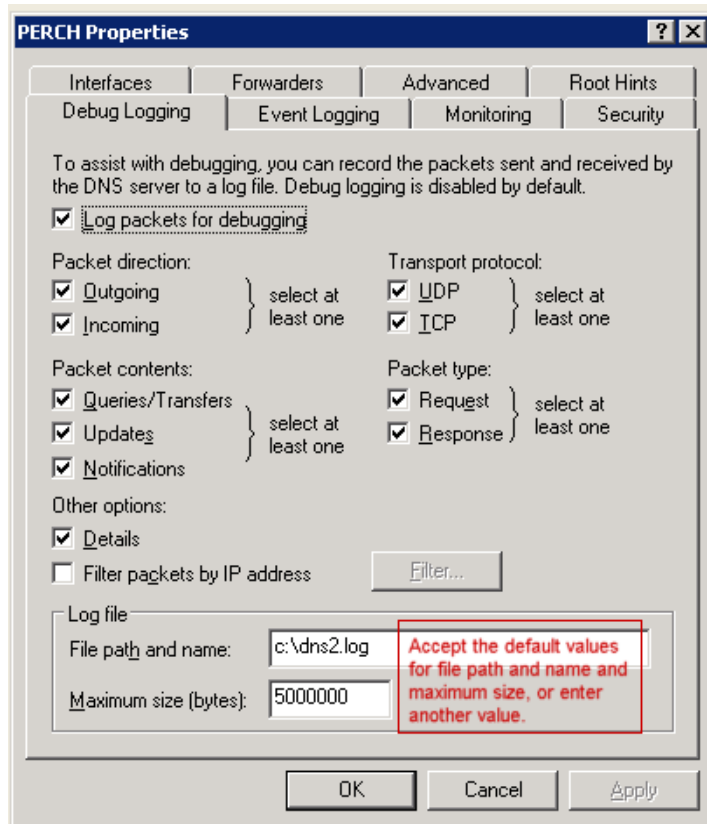 PERCH Properties
Interfaces Forwarders Advanced Root Hints
Debug Logging Event Logging Monitoring Security
To assist with debugging, you can record the packets sent and received by
the DNS server to a log file. Debug logging is disabled by default.
Log packets for debugging
Packet direction:
Outgoing
Incoming
select at
least one
Transport protocol:
UDP
TCP
select at
least one
Packet contents:
Queries/Transfers
Updates
Notifications
select at
least one
Packet type:
Request
Response
select at
least one
Other options:
Details
Filter packets by IP address
Filter...
Log file
File path and name:
c:\dns2.log
Maximum size (bytes):
5000000
Accept the default values
for file path and name and
maximum size, or enter
another value.
OK Cancel Apply